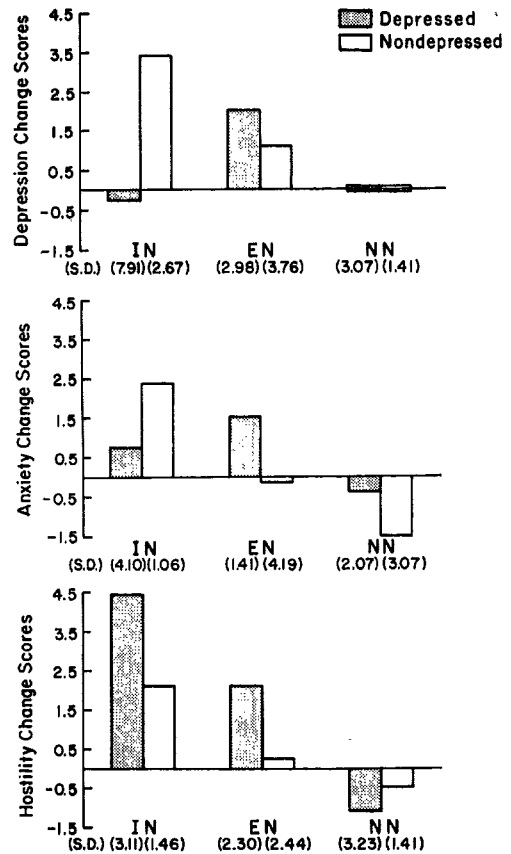 Depressed
Nondepressed
Depression Change Scores
4.5
3.5
2.5
1.5
0.5
-0.5
-1.5
IN EN NN
(S.D.) (7.91)(2.67) (2.98)(3.76) (3.07)(1.41)
Anxiety Change Scores
4.5
3.5
2.5
1.5
0.5
-0.5
-1.5
IN EN NN
(S.D.) (4.10)(1.06) (1.41)(4.19) (2.07)(3.07)
Hostility Change Scores
4.5
3.5
2.5
1.5
0.5
-0.5
-1.5
IN EN NN
(S.D.) (3.11)(1.46) (2.30)(2.44) (3.23)(1.41)